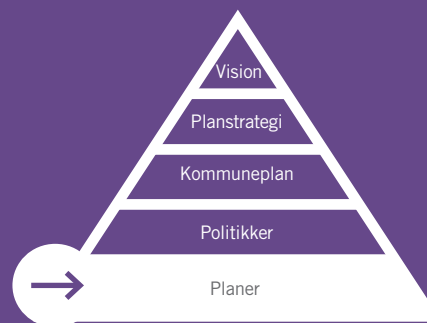 Vision
Planstrategi
Kommuneplan
Politikker
Planer